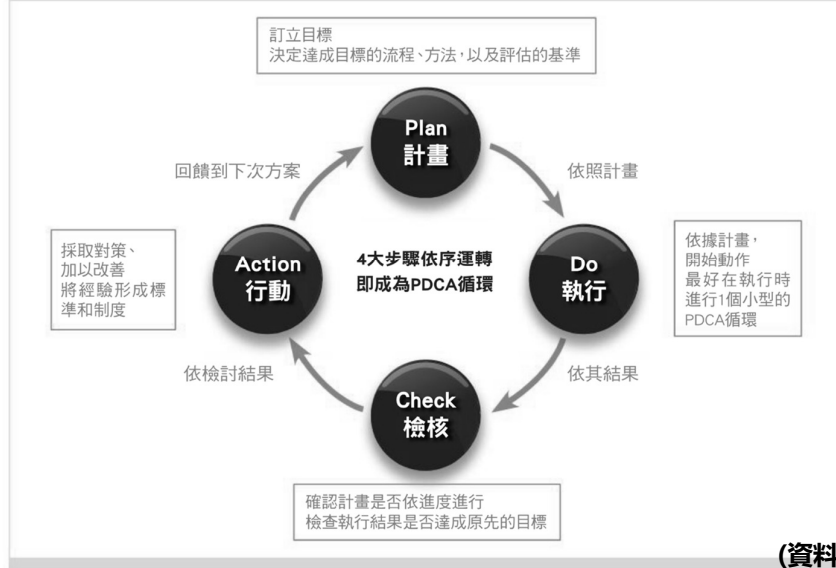 訂立目標
決定達成目標的流程、方法，以及評估的基準
Plan
計畫
回饋到下次方案
依照計畫
採取對策、
加以改善
將經驗形成標
準和制度
Action
行動
4大步驟依序運轉
即成為PDCA循環
Do
執行
依據計畫，
開始動作
最好在執行時
進行1個小型的
PDCA循環
依檢討結果
依其結果
Check
檢核
確認計畫是否依進度進行
檢查執行結果是否達成原先的目標
(資料